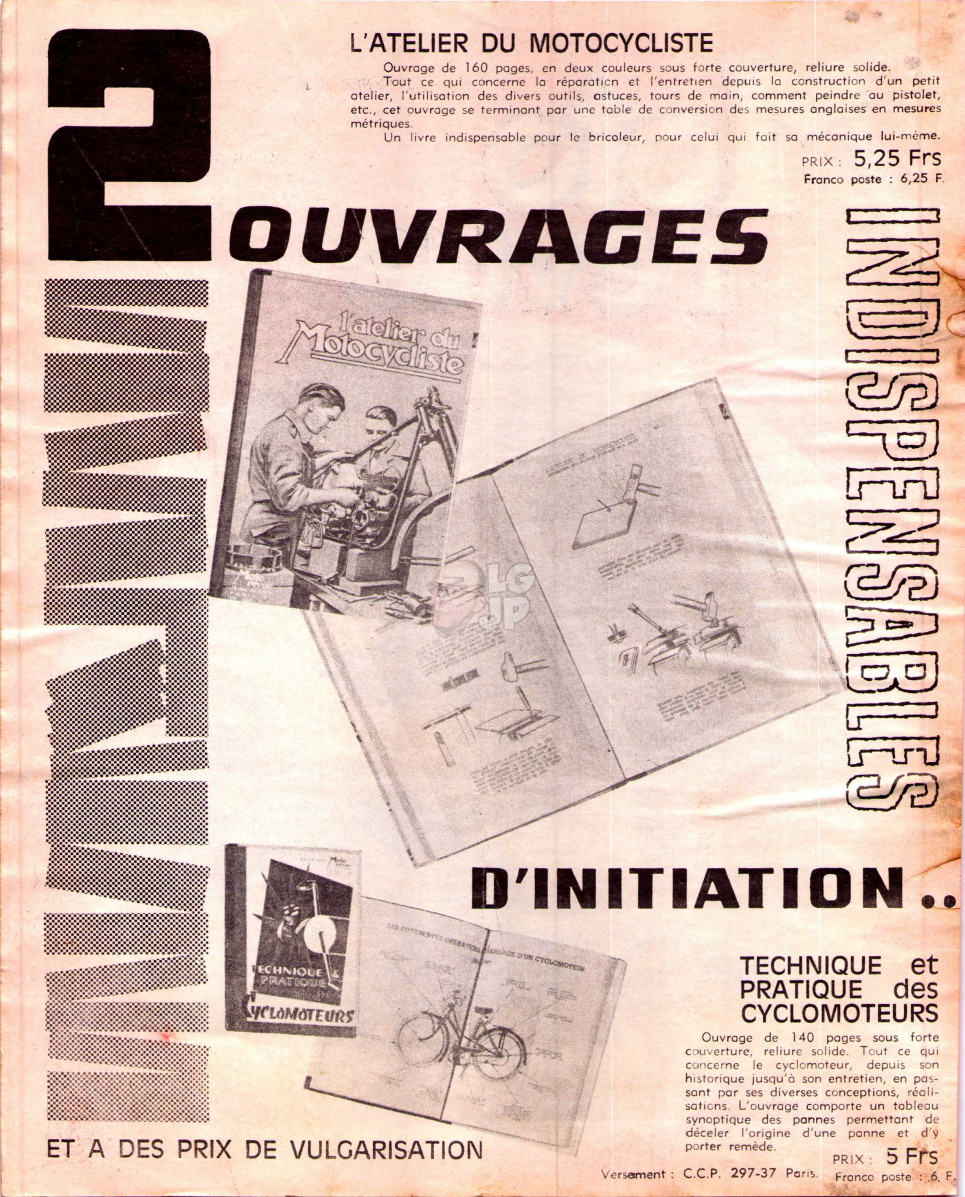 L'ATELIER DU MOTOCYCLISTE
Ouvrage de 160 pages, en deux couleurs sous forte couverture, reliure solide.
Tout ce qui concerne la réparation et l'entretien depuis la construction d'un petit
atelier, l'utilisation des divers outils, astuces, tours de main, comment peindre au pistolet,
etc., cet ouvrage se terminant par une table de conversion des mesures anglaises en mesures
métriques.
Un livre indispensable pour le bricoleur, pour celui qui fait sa mécanique lui-même.
PRIX : 5,25 Frs
Franco poste : 6,25 F.
2 OUVRAGES
INDISPENSABLES
l'atelier du
Motocycliste
LGJP
D'INITIATION ..
Moto
TECHNIQUE &
PRATIQUE
CYCLOMOTEURS
LES DIFFERENTES OPERATIONS GRAISSAGE D'UN CYCLOMOTEUR
TECHNIQUE et
PRATIQUE des
CYCLOMOTEURS
Ouvrage de 140 pages sous forte
couverture, reliure solide. Tout ce qui
concerne le cyclomoteur, depuis son
historique jusqu'à son entretien, en pas-
sant par ses diverses conceptions, réali-
sations. L'ouvrage comporte un tableau
synoptique des pannes permettant de
déceler l'origine d'une panne et d'y
porter remède.
PRIX : 5 Frs
Franco poste : 6 F.
ET A DES PRIX DE VULGARISATION
Versement : C.C.P. 297-37 Paris.